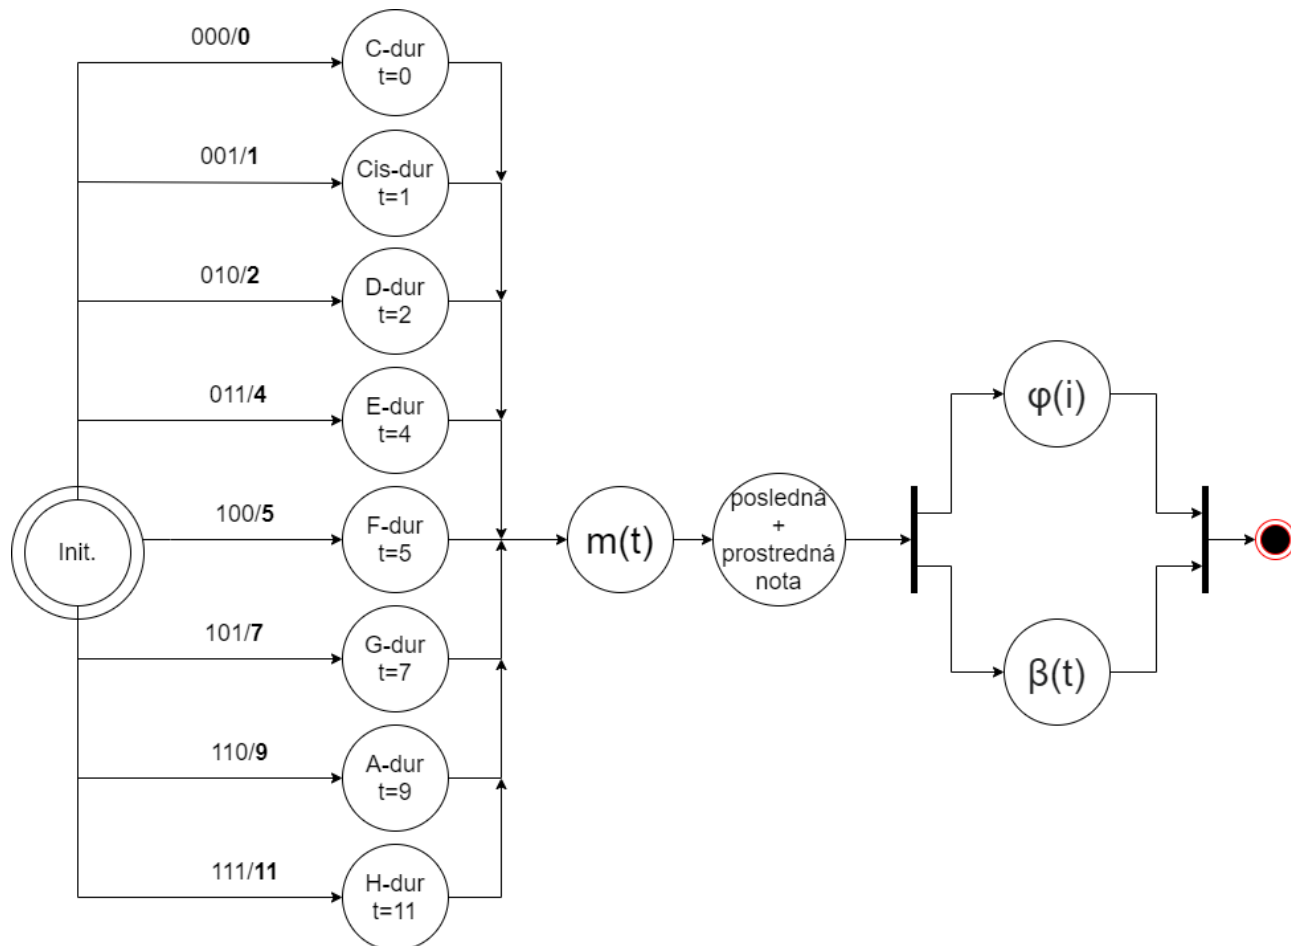 000/0
C-dur
t=0
001/1
Cis-dur
t=1
010/2
D-dur
t=2
011/4
E-dur
t=4
Init.
100/5
F-dur
t=5
101/7
G-dur
t=7
110/9
A-dur
t=9
111/11
H-dur
t=11
m(t)
posledná
+
prostredná
nota
φ(i)
β(t)